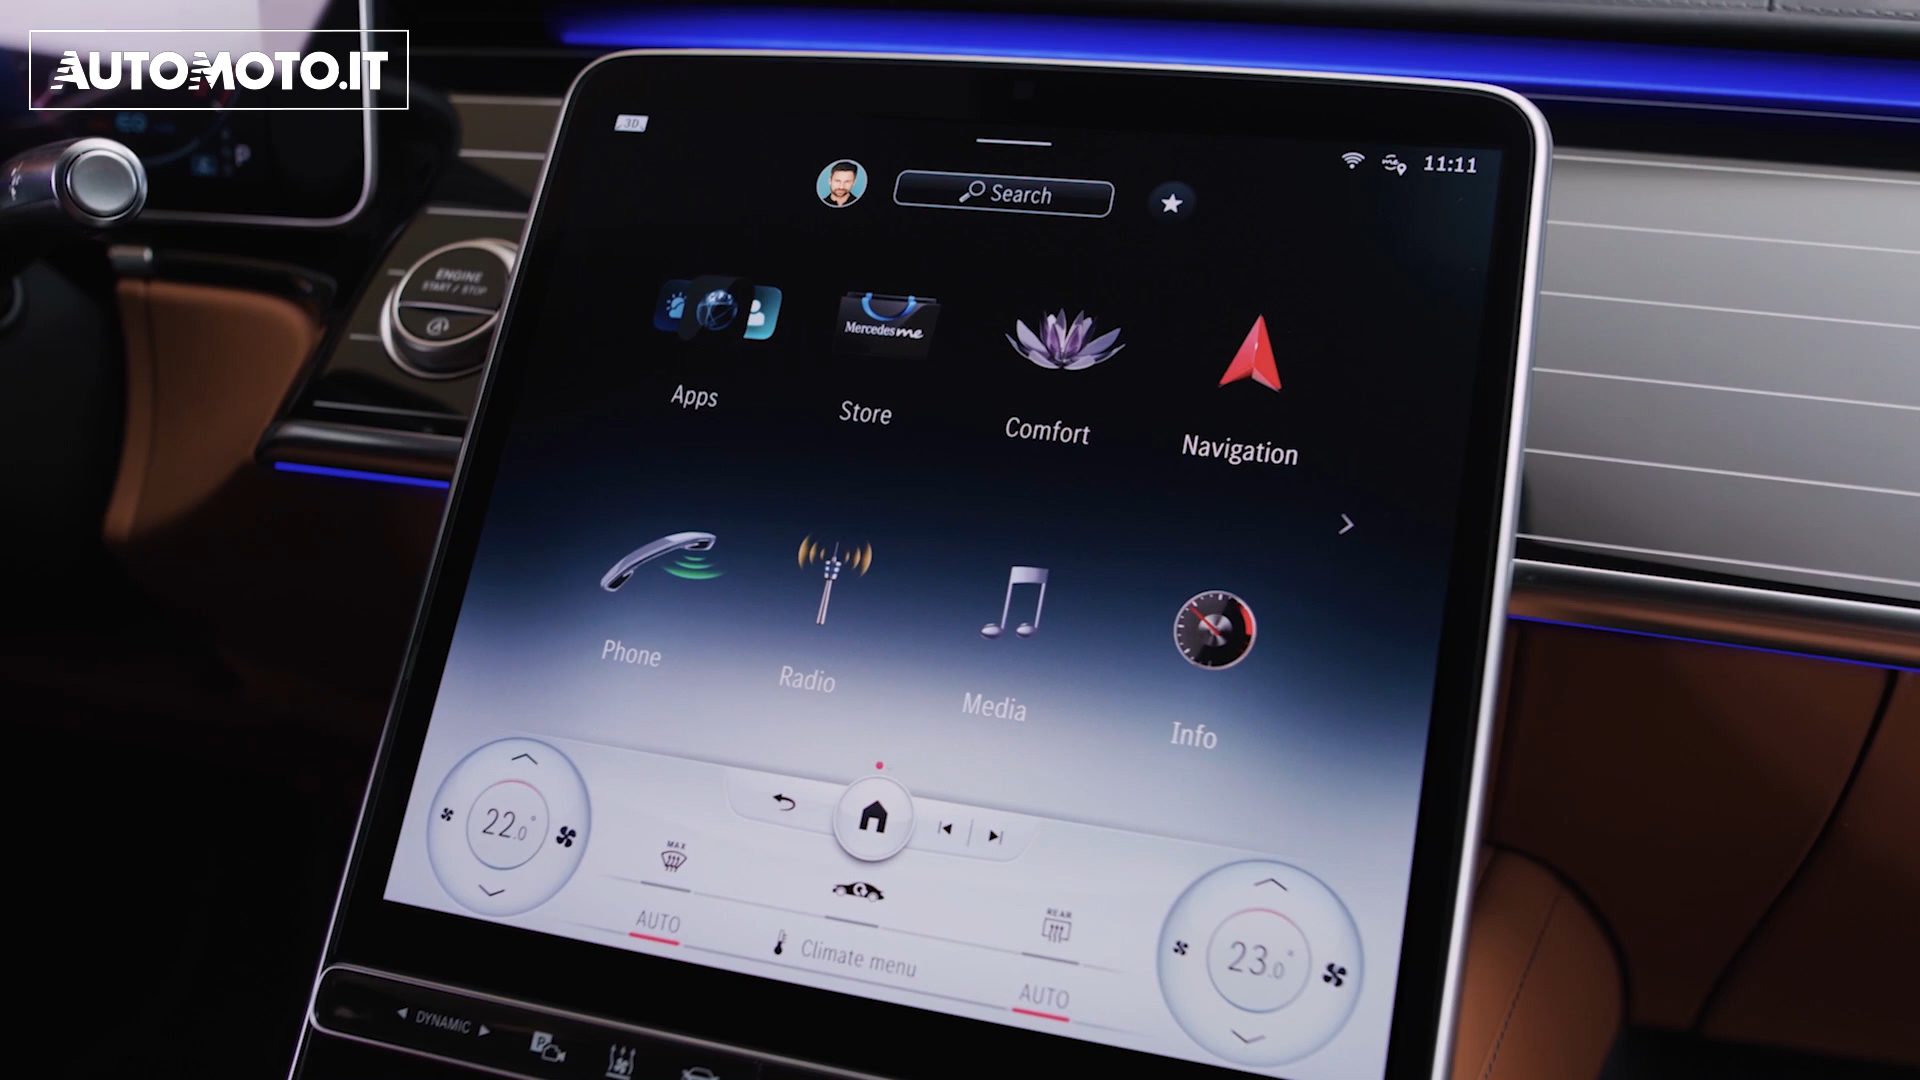 AUTOMOTO.IT
3D
11:11
Search
P
ENGINE
START / STOP
Mercedes me
Apps
Store
Comfort
Navigation
Phone
Radio
Media
Info
22.0°
MAX
AUTO
Climate menu
REAR
AUTO
23.0°
DYNAMIC
P